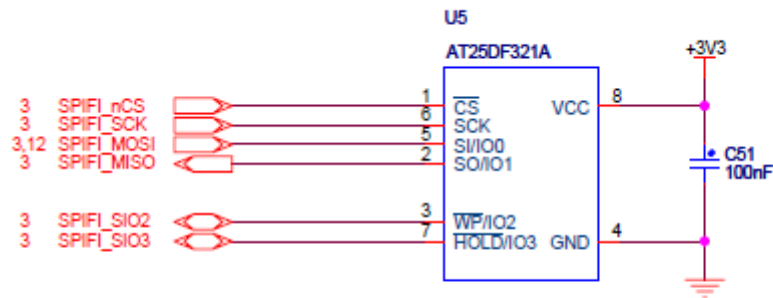 U5
AT25DF321A
+3V3
3 SPIFI_nCS 1 CS VCC 8
3 SPIFI_SCK 6 SCK
3,12 SPIFI_MOSI 5 SI/IO0
3 SPIFI_MISO 2 SO/IO1
C51
100nF
3 SPIFI_SIO2 3 WP/IO2
3 SPIFI_SIO3 7 HOLD/IO3 GND 4